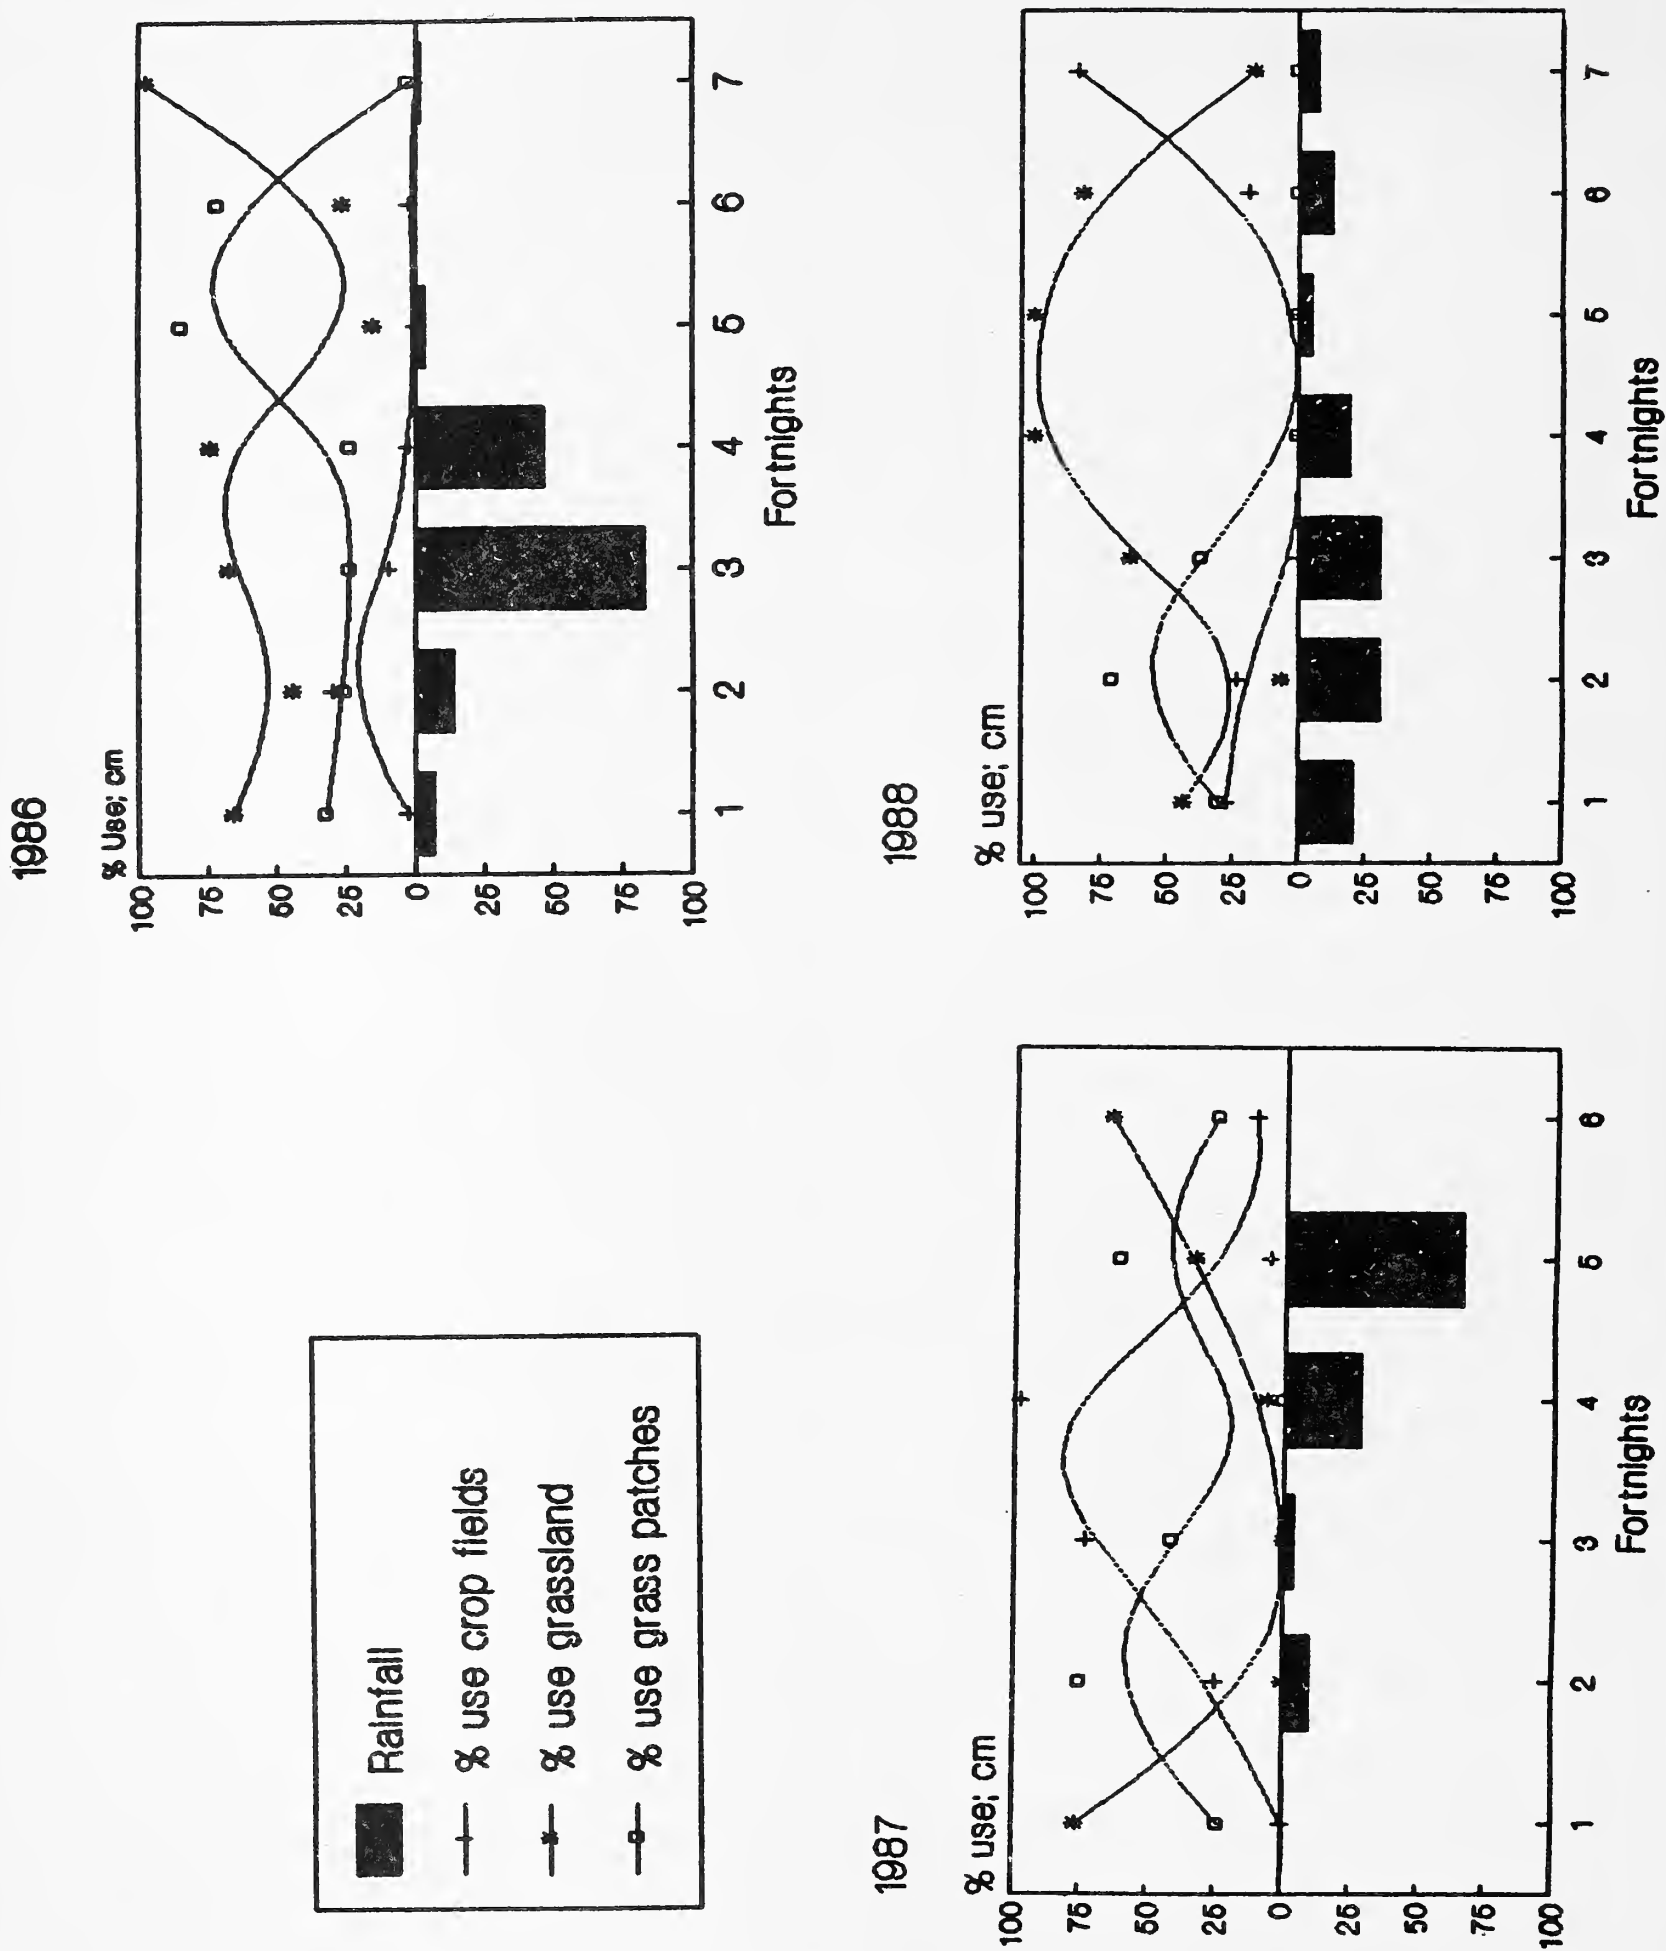 1986
% Use; cm
100
75
50
25
0
25
50
75
100
1 2 3 4 5 6 7
Fortnights
Rainfall
% use crop fields
% use grassland
% use grass patches
1987
% use; cm
100
75
50
25
0
25
50
75
100
1 2 3 4 5 6
Fortnights
1988
% use; cm
100
75
50
25
0
25
50
75
100
1 2 3 4 5 6 7
Fortnights